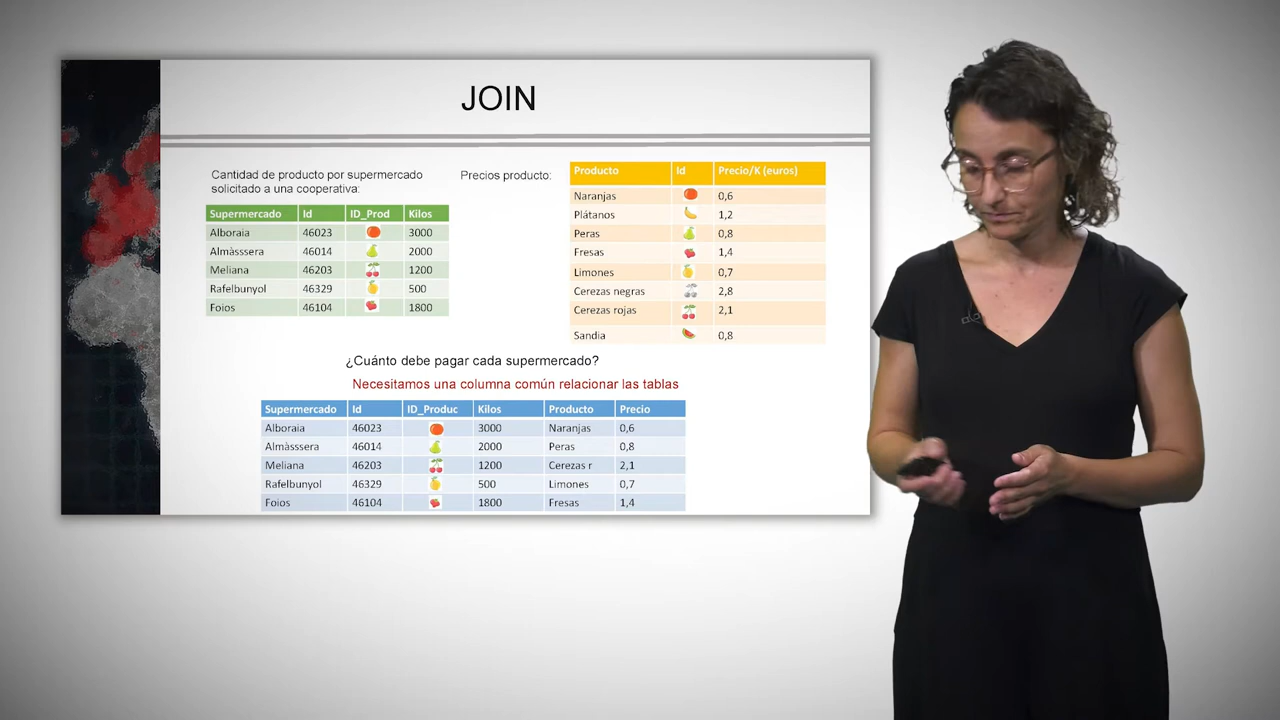 JOIN
Cantidad de producto por supermercado
solicitado a una cooperativa:
Supermercado Id ID_Prod Kilos
Alboraia 46023 3000
Almàsssera 46014 2000
Meliana 46203 1200
Rafelbunyol 46329 500
Foios 46104 1800
Precios producto:
Producto Id Precio/K (euros)
Naranjas 0,6
Plátanos 1,2
Peras 0,8
Fresas 1,4
Limones 0,7
Cerezas negras 2,8
Cerezas rojas 2,1
Sandia 0,8
¿Cuánto debe pagar cada supermercado?
Necesitamos una columna común relacionar las tablas
Supermercado Id ID_Produc Kilos Producto Precio
Alboraia 46023 3000 Naranjas 0,6
Almàsssera 46014 2000 Peras 0,8
Meliana 46203 1200 Cerezas r 2,1
Rafelbunyol 46329 500 Limones 0,7
Foios 46104 1800 Fresas 1,4